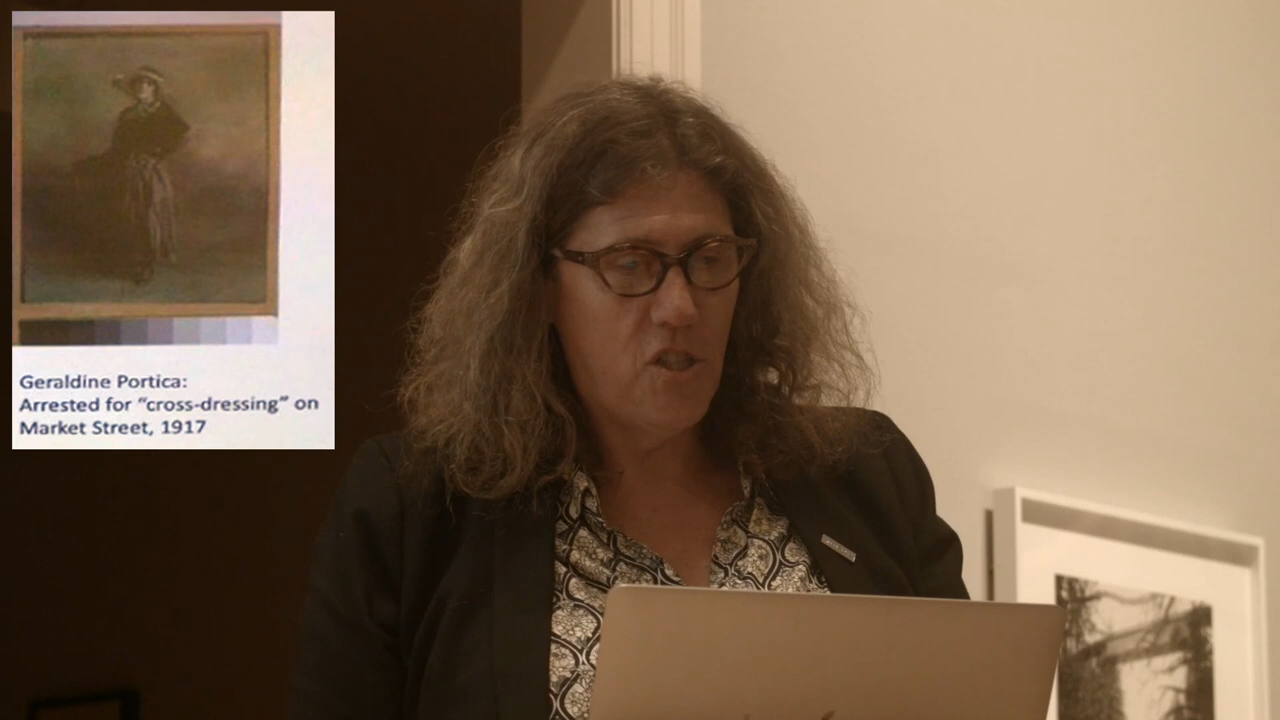 Geraldine Portica:
Arrested for “cross-dressing” on
Market Street, 1917